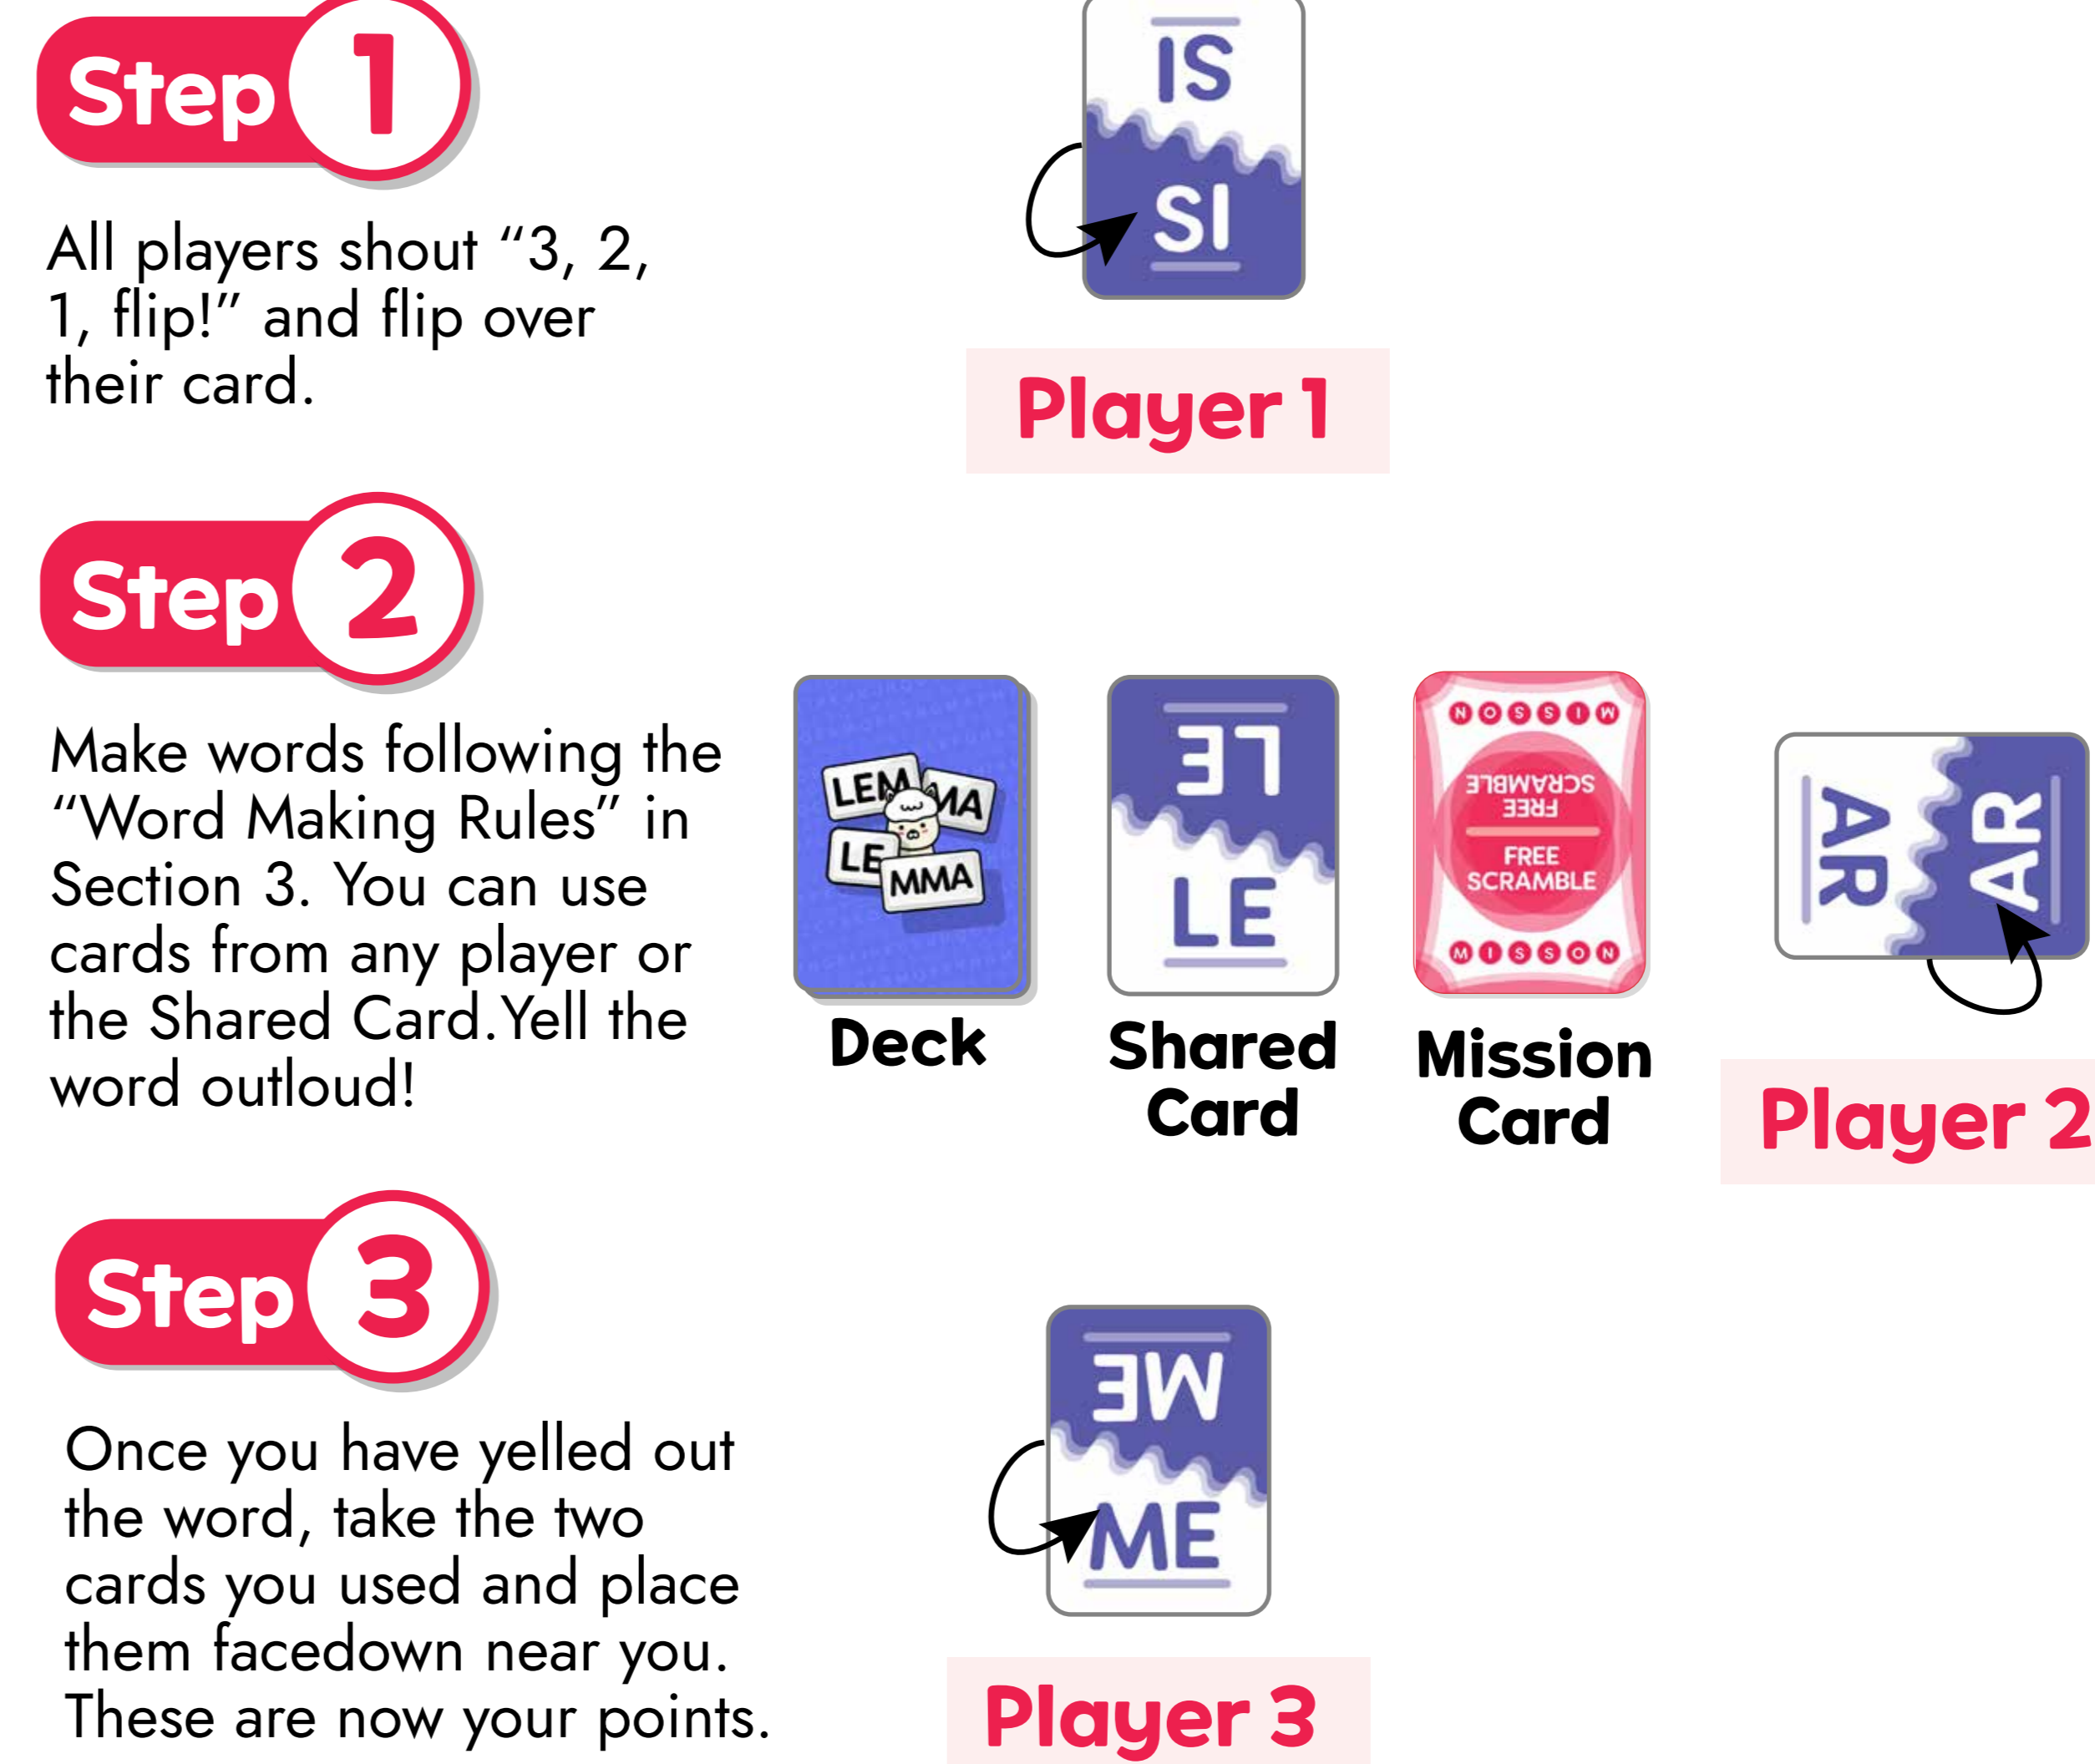 Step 1
All players shout “3, 2,
1, flip!” and flip over
their card.
IS
SI
Player 1
Step 2
Make words following the
“Word Making Rules” in
Section 3. You can use
cards from any player or
the Shared Card.Yell the
word outloud!
LEM
MA
LE
MMA
Deck
LE
LE
Shared
Card
MISSON
FREE
SCRAMBLE
FREE
SCRAMBLE
MISSON
Mission
Card
AR
AR
Player 2
Step 3
Once you have yelled out
the word, take the two
cards you used and place
them facedown near you.
These are now your points.
ME
ME
Player 3